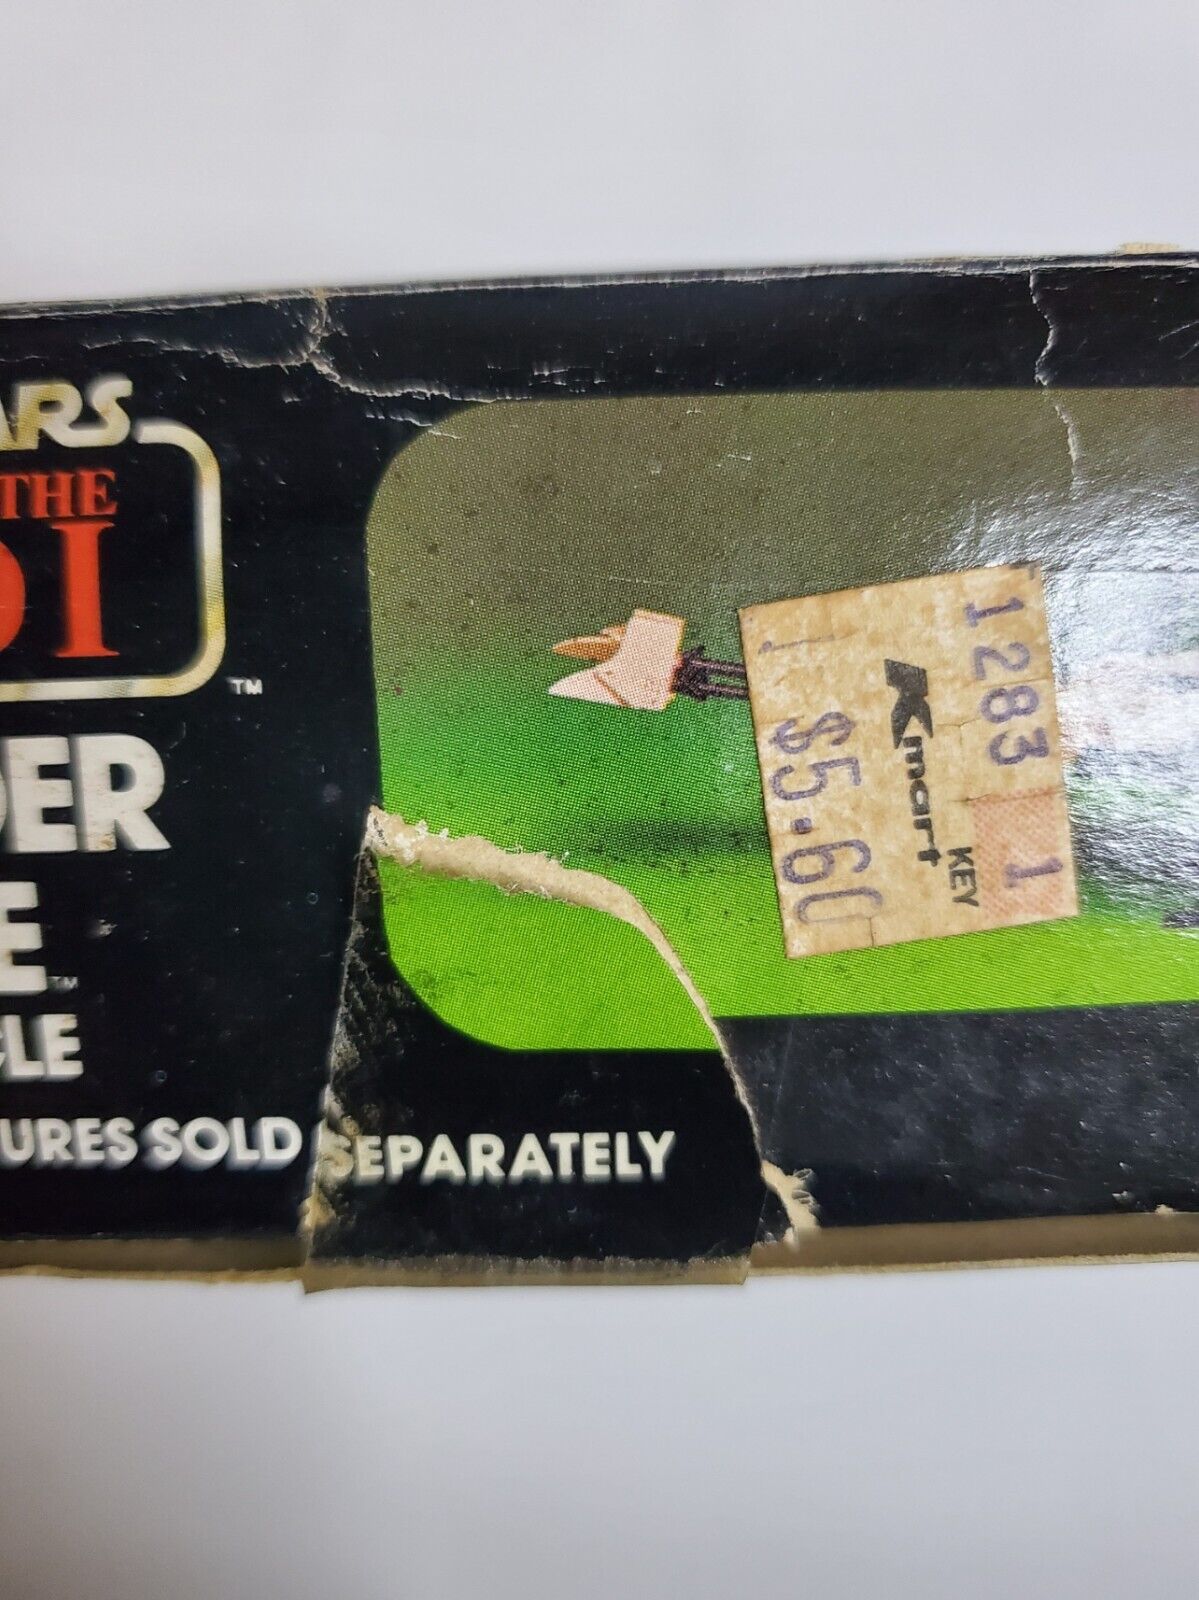 ARS
THE
DI
TM
DER
E
TM
CLE
URES SOLD SEPARATELY
1283 1
Kmart KEY
$5.60